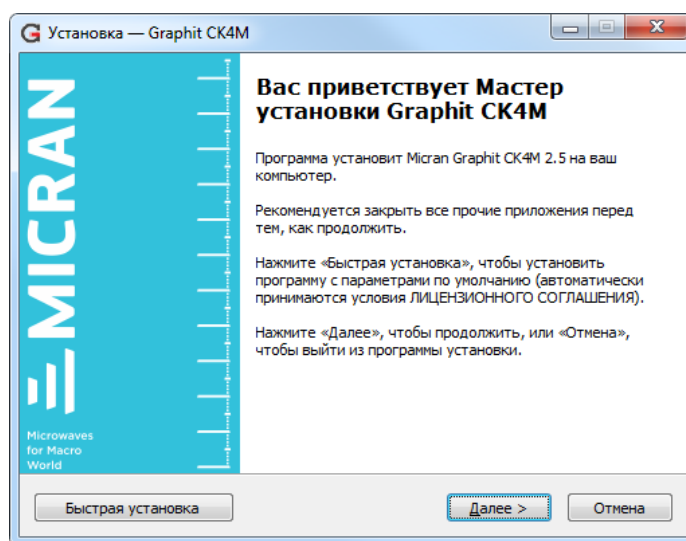 Установка — Graphit СК4М
MICRAN
Microwaves
for Macro
World
Вас приветствует Мастер
установки Graphit СК4М
Программа установит Micran Graphit СК4М 2.5 на ваш
компьютер.
Рекомендуется закрыть все прочие приложения перед
тем, как продолжить.
Нажмите «Быстрая установка», чтобы установить
программу с параметрами по умолчанию (автоматически
принимаются условия ЛИЦЕНЗИОННОГО СОГЛАШЕНИЯ).
Нажмите «Далее», чтобы продолжить, или «Отмена»,
чтобы выйти из программы установки.
Быстрая установка
Далее >
Отмена